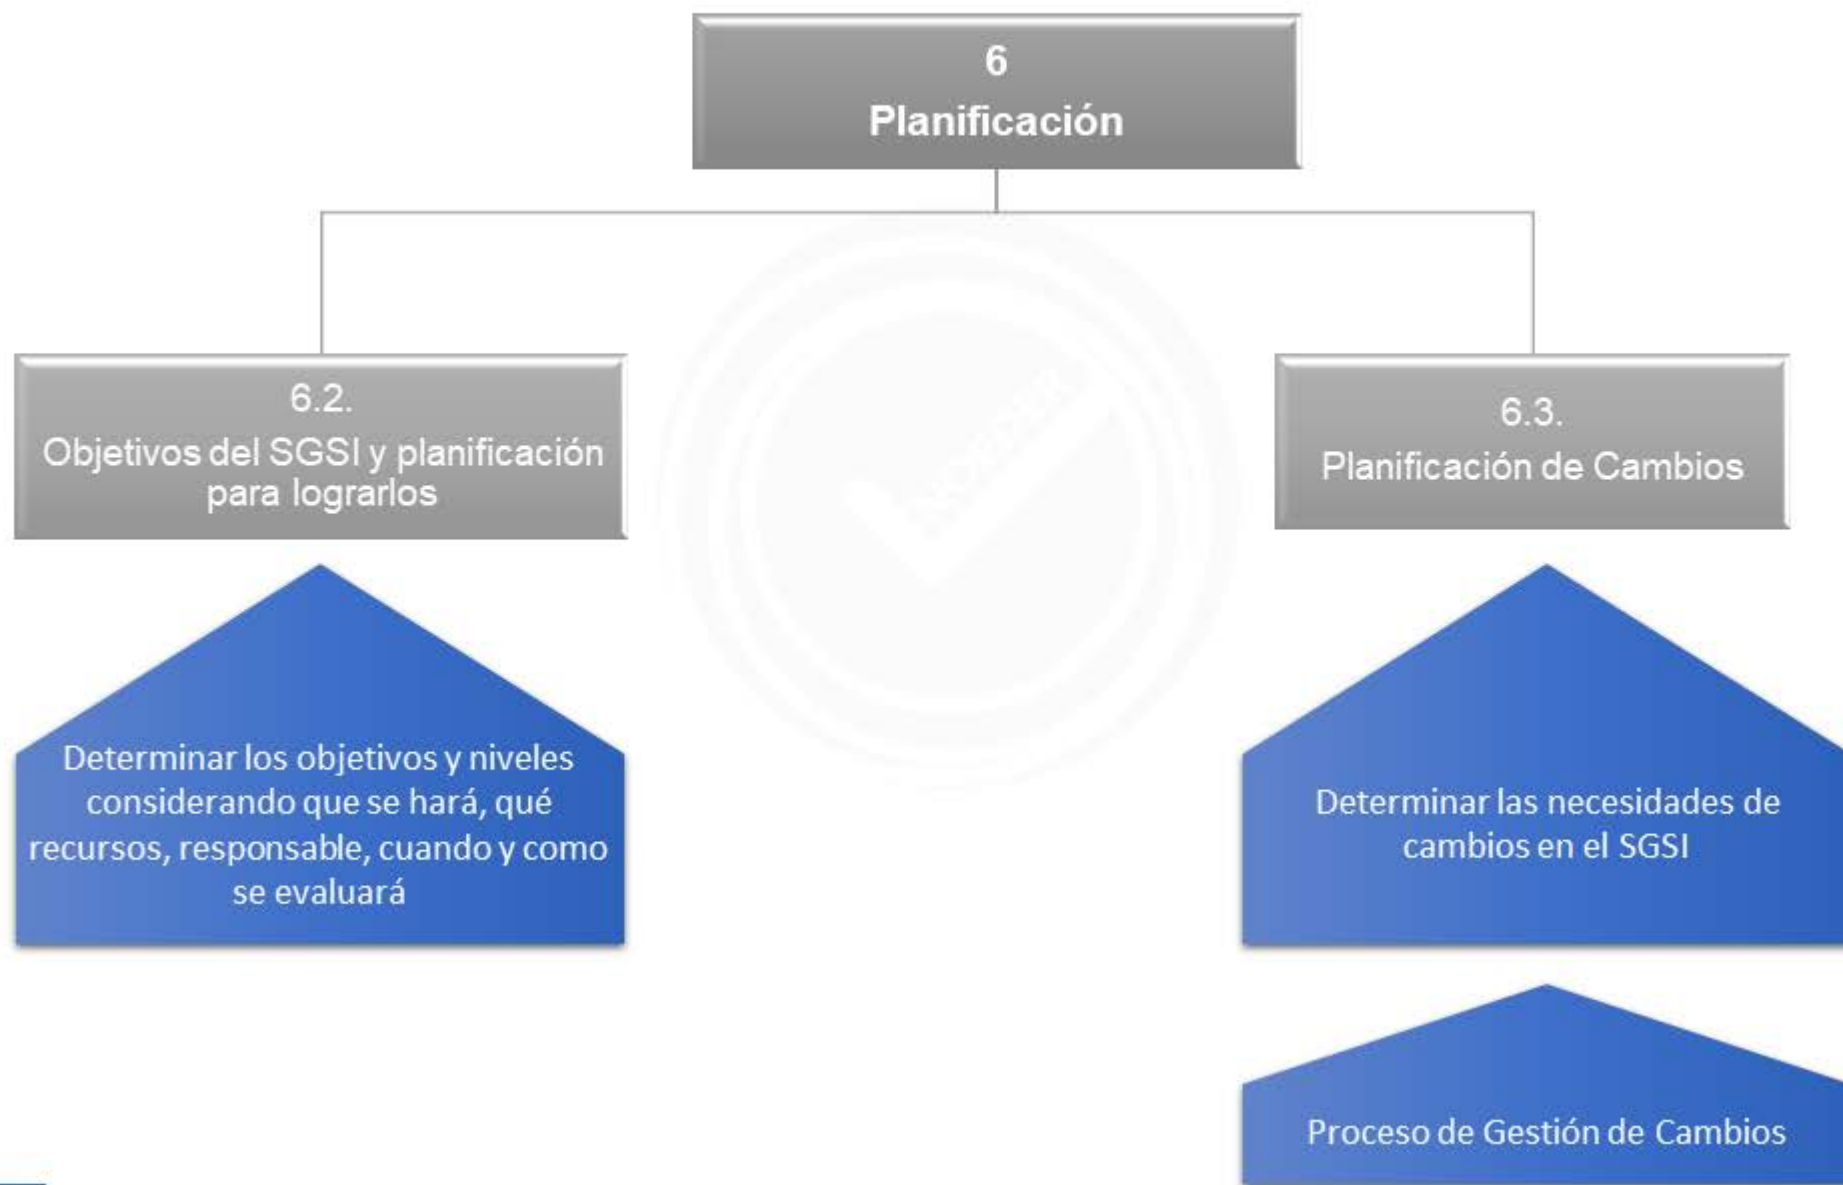 6
Planificación
6.2.
Objetivos del SGSI y planificación
para lograrlos
6.3.
Planificación de Cambios
Determinar los objetivos y niveles
considerando que se hará, qué
recursos, responsable, cuando y como
se evaluará
Determinar las necesidades de
cambios en el SGSI
Proceso de Gestión de Cambios